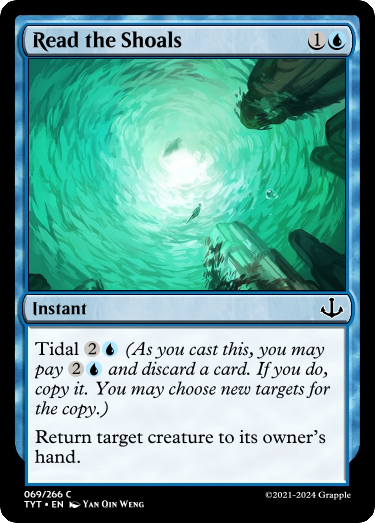 Read the Shoals 1
Instant
Tidal 2 (As you cast this, you may
pay 2 and discard a card. If you do,
copy it. You may choose new targets for
the copy.)
Return target creature to its owner's
hand.
069/266 C
TYT • EN Yan Qin Weng
©2021-2024 Grapple